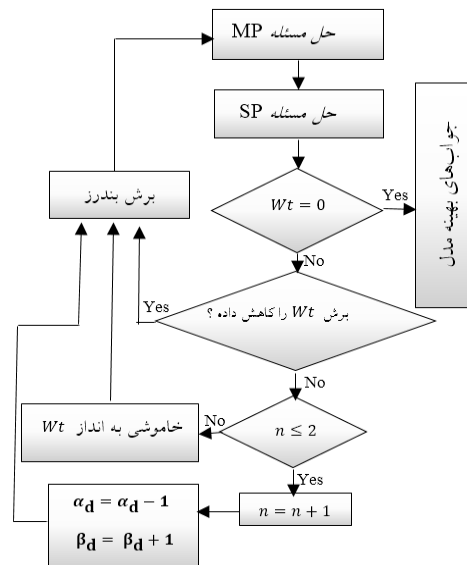 حل مسئله MP
حل مسئله SP
Wt = 0
Yes
جواب‌های بهینه مدل
برش بندرز
No
برش Wt را کاهش داده ؟
Yes
No
n ≤ 2
No
خاموشی به انداز Wt
Yes
n = n + 1
α_d = α_d − 1
β_d = β_d + 1